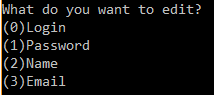 What do you want to edit?
(0)Login
(1)Password
(2)Name
(3)Email